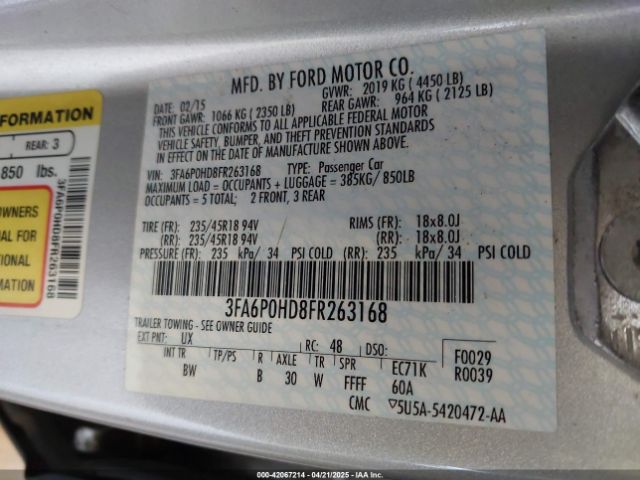 MFD. BY FORD MOTOR CO.
02/15
GVWR: 2019 KG (4450 LB)
FRONT GAWR: 1066 KG (2350 LB)
REAR GAWR: 964 KG (2125 LB)
THIS VEHICLE CONFORMS TO ALL APPLICABLE FEDERAL MOTOR
VEHICLE SAFETY, BUMPER, AND THEFT PREVENTION STANDARDS
IN EFFECT ON THE DATE OF MANUFACTURE SHOWN ABOVE.
VIN: 3FA6P0HD8FR263168 TYPE: Passenger Car
MAXIMUM LOAD = OCCUPANTS + LUGGAGE = 385KG/ 850LB
OCCUPANTS = 5 TOTAL; 2 FRONT, 3 REAR
TIRE (FR): 235/45R18 94V RIMS (FR): 18x8.0J
(RR): 235/45R18 94V (RR): 18x8.0J
PRESSURE (FR): 235 kPa/ 34 PSI COLD (RR): 235 kPa/ 34 PSI COLD
3FA6P0HD8FR263168
TRAILER TOWING - SEE OWNER GUIDE
EXT PNT: UX RC: 48 DSO: F0029
INT TR TP/PS R AXLE TR SPR EC71K R0039
BW B 30 W FFFF 60A
CMC ▽5U5A-5420472-AA
FORMATION
REAR: 3
850 lbs.
OWNERS
UAL FOR
TIONAL
RMATION
3FA6P0HD8FR263168
000-42067214 - 04/21/2025 - IAA, Inc.